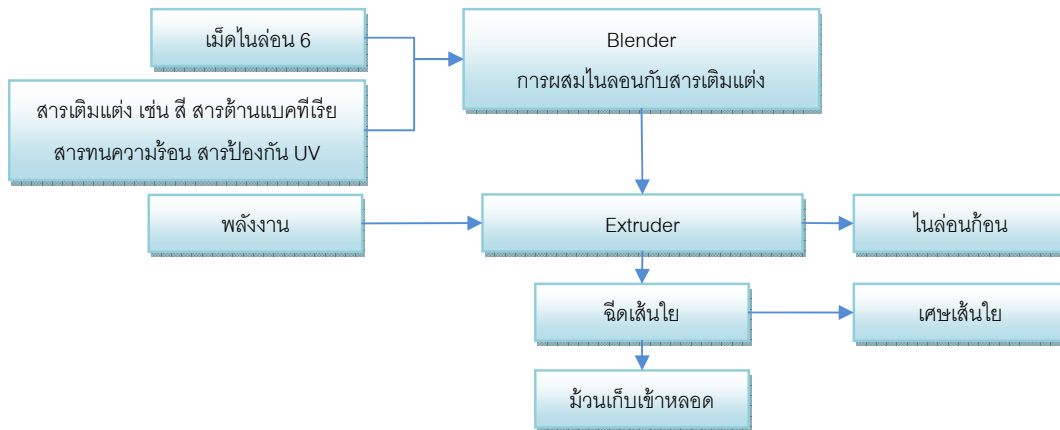 เม็ดไนล่อน 6
Blender
การผสมไนลอนกับสารเติมแต่ง
สารเติมแต่ง เช่น สี สารต้านแบคทีเรีย
สารทนความร้อน สารป้องกัน UV
พลังงาน
Extruder
ไนล่อนก้อน
ฉีดเส้นใย
เศษเส้นใย
ม้วนเก็บเข้าหลอด